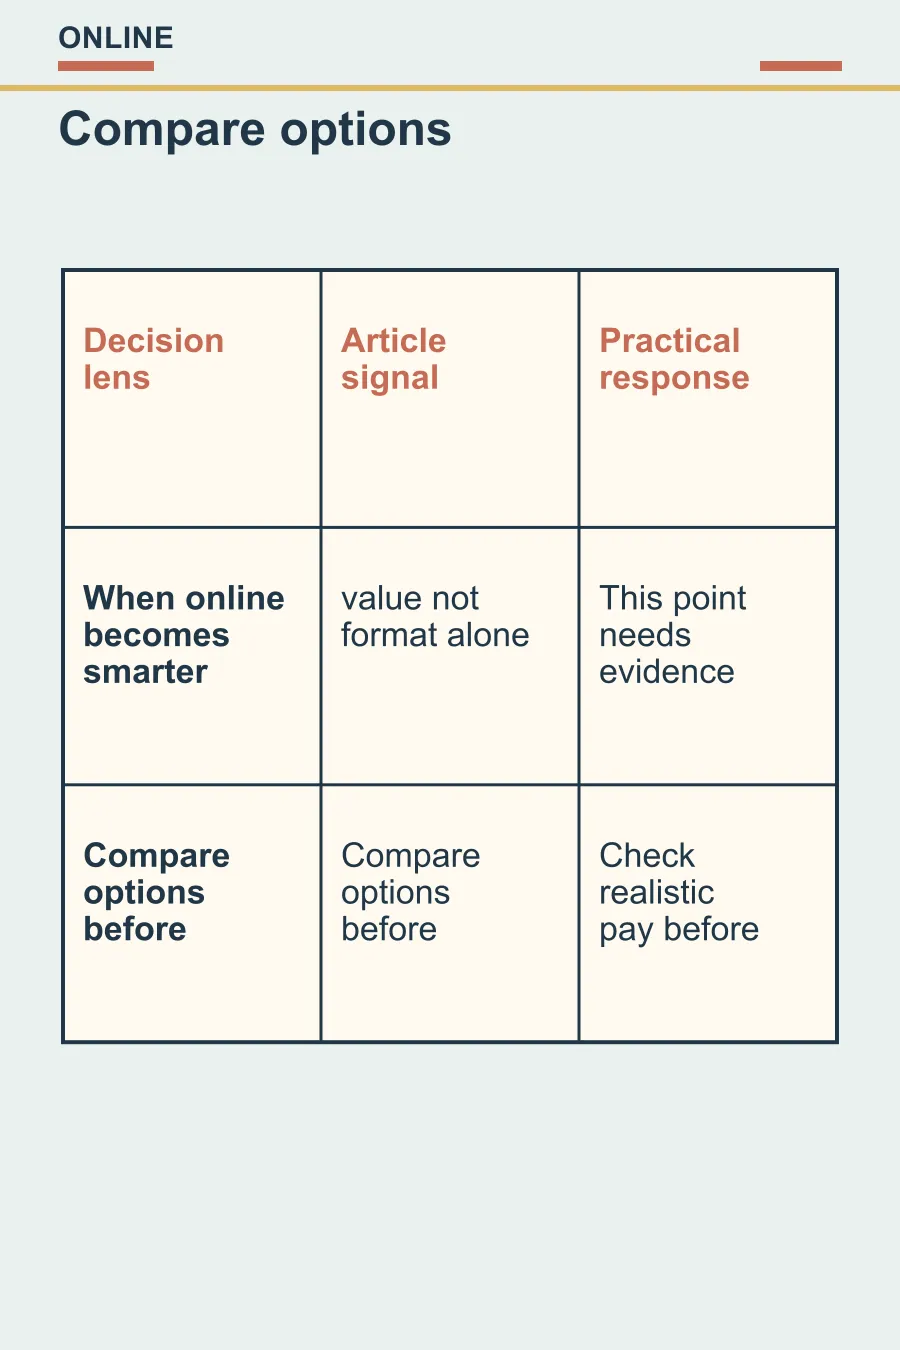 ONLINE
Compare options
Decision
lens
Article
signal
Practical
response
When online
becomes
smarter
value not
format alone
This point
needs
evidence
Compare
options
before
Compare
options
before
Check
realistic
pay before